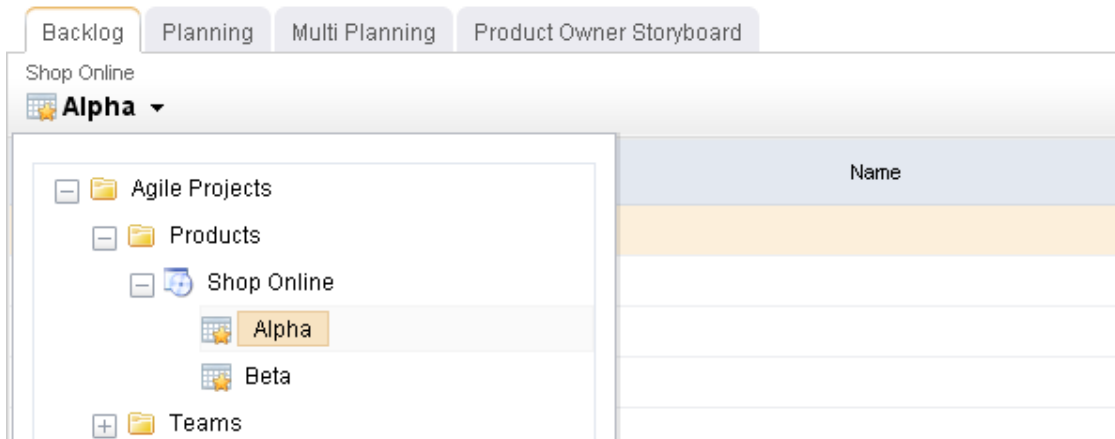 Backlog Planning Multi Planning Product Owner Storyboard
Shop Online
Alpha
Name
Agile Projects
Products
Shop Online
Alpha
Beta
Teams